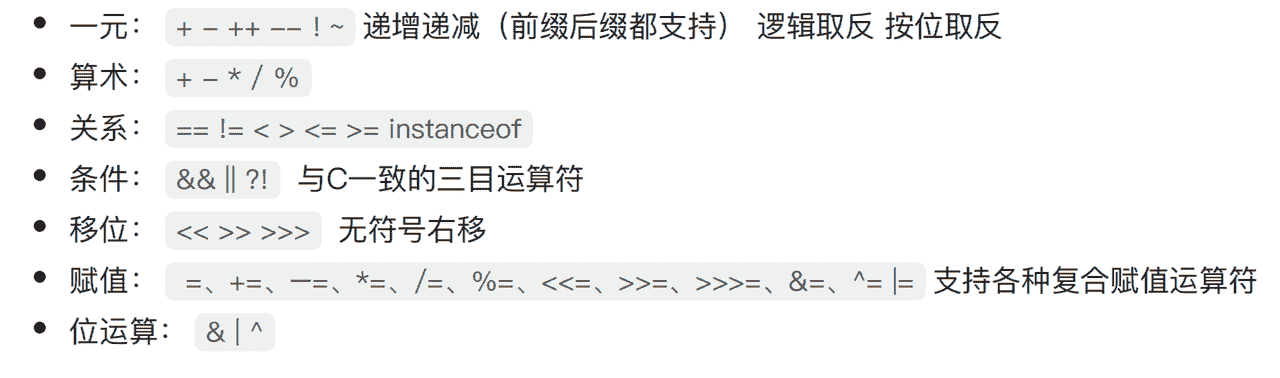 • 一元： + - ++ -- ! ~ 递增递减（前缀后缀都支持） 逻辑取反 按位取反
• 算术： + - * / %
• 关系： == != < > <= >= instanceof
• 条件： && || ?! 与C一致的三目运算符
• 移位： << >> >>> 无符号右移
• 赋值： =、+=、一=、*=、/=、%=、<<=、>>=、>>>=、&=、^= |= 支持各种复合赋值运算符
• 位运算： & | ^